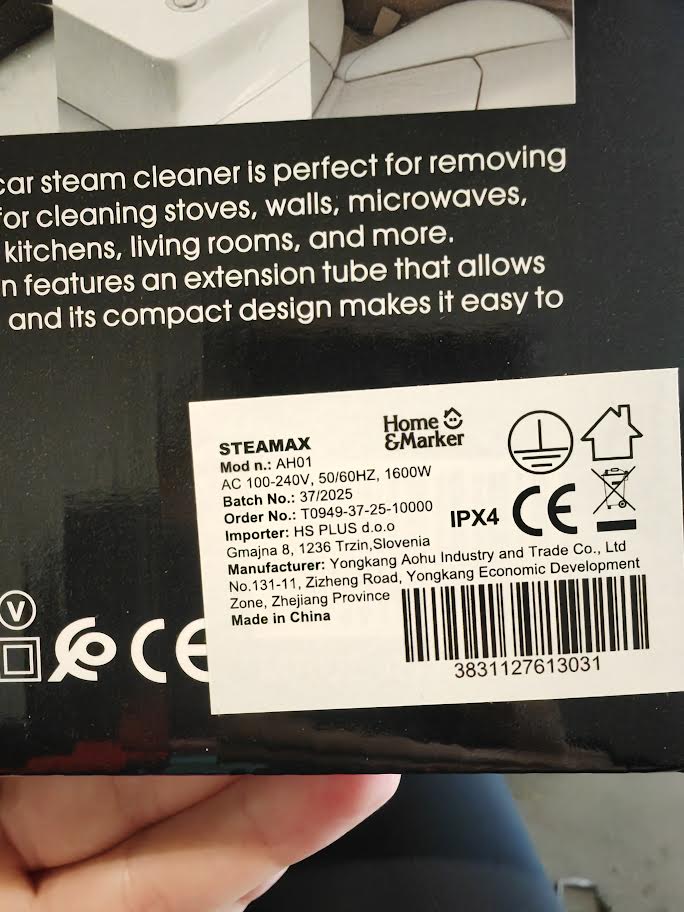 car steam cleaner is perfect for removing
for cleaning stoves, walls, microwaves,
kitchens, living rooms, and more.
features an extension tube that allows
and its compact design makes it easy to
Home
&Marker
STEAMAX
Mod n.: AH01
AC 100-240V, 50/60HZ, 1600W
Batch No.: 37/2025
Order No.: T0949-37-25-10000
Importer: HS PLUS d.o.o
Gmajna 8, 1236 Trzin,Slovenia
IPX4 CE
Manufacturer: Yongkang Aohu Industry and Trade Co., Ltd
No.131-11, Zizheng Road, Yongkang Economic Development
Zone, Zhejiang Province
Made in China
3831127613031
V
CE